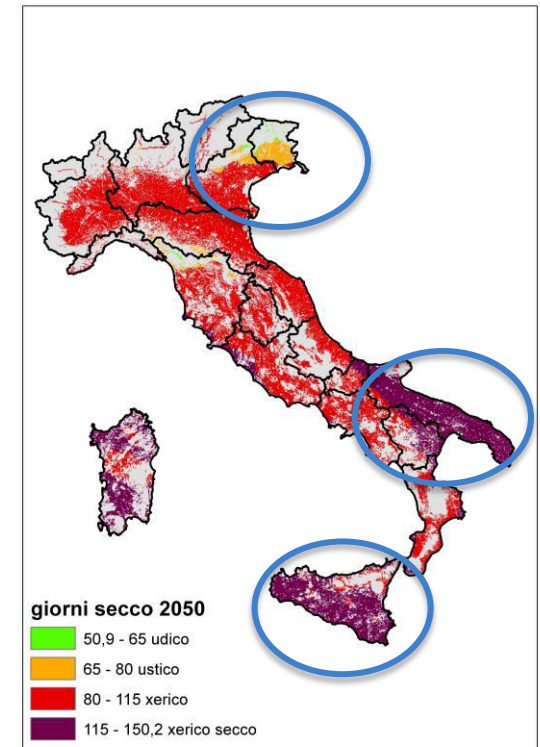 giorni secco 2050
50,9 - 65 udico
65 - 80 ustico
80 - 115 xerico
115 - 150,2 xerico secco